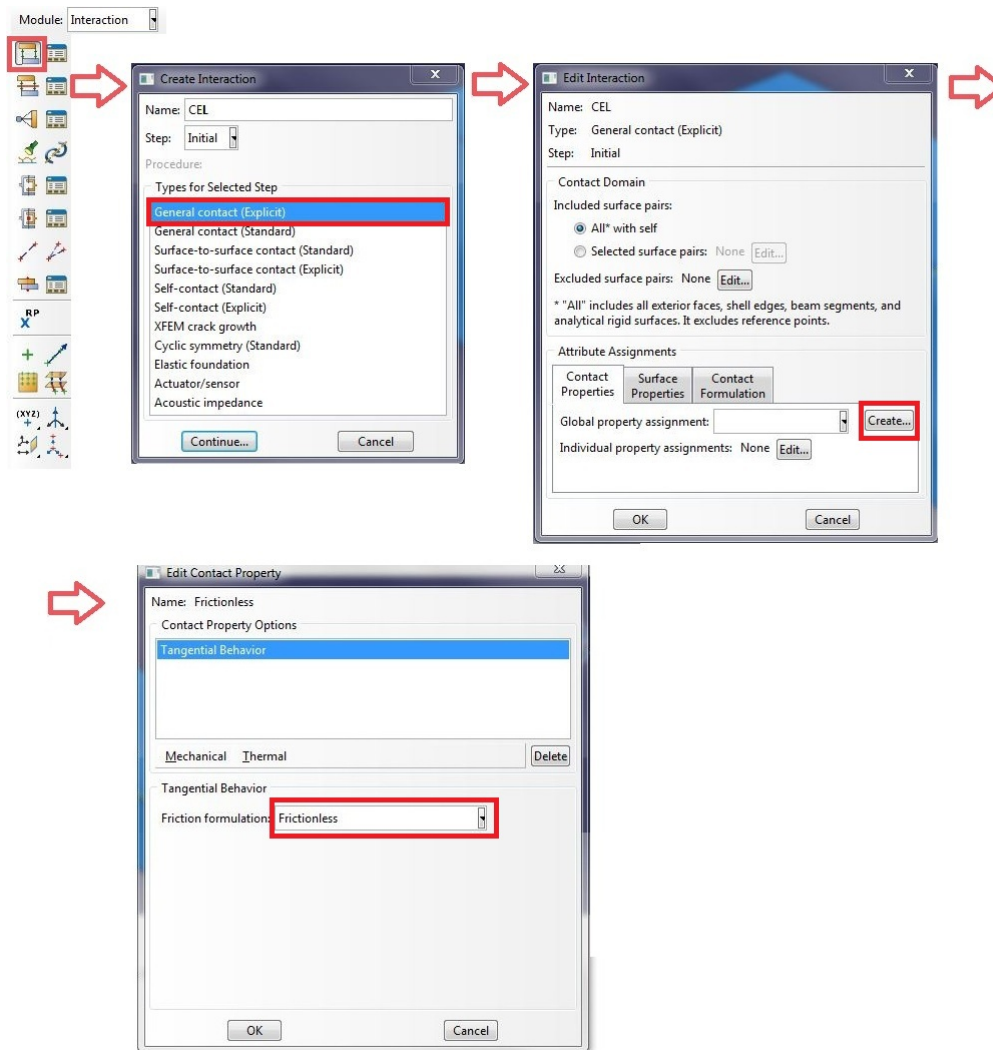 Module: Interaction
RP
X
(XYZ)
Create Interaction
X
Name: CEL
Step: Initial
Procedure:
Types for Selected Step
General contact (Explicit)
General contact (Standard)
Surface-to-surface contact (Standard)
Surface-to-surface contact (Explicit)
Self-contact (Standard)
Self-contact (Explicit)
XFEM crack growth
Cyclic symmetry (Standard)
Elastic foundation
Actuator/sensor
Acoustic impedance
Continue... Cancel
Edit Interaction
X
Name: CEL
Type: General contact (Explicit)
Step: Initial
Contact Domain
Included surface pairs:
All* with self
Selected surface pairs: None Edit...
Excluded surface pairs: None Edit...
* "All" includes all exterior faces, shell edges, beam segments, and
analytical rigid surfaces. It excludes reference points.
Attribute Assignments
Contact Properties
Surface Properties
Contact Formulation
Global property assignment: Create...
Individual property assignments: None Edit...
OK Cancel
Edit Contact Property
X
Name: Frictionless
Contact Property Options
Tangential Behavior
Mechanical Thermal Delete
Tangential Behavior
Friction formulation: Frictionless
OK Cancel